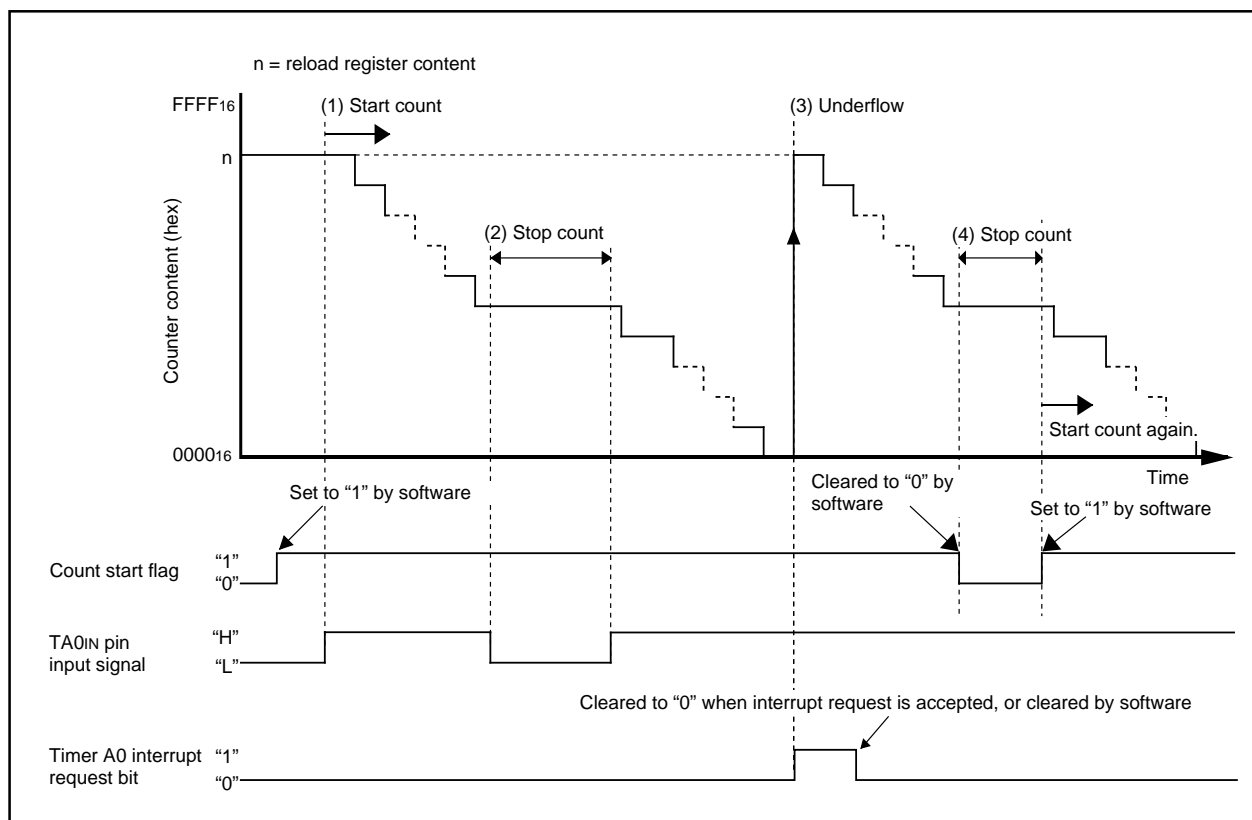 n = reload register content
FFFF16
(1) Start count
(3) Underflow
n
Counter content (hex)
(2) Stop count
(4) Stop count
Start count again.
000016
Time
Set to “1” by software
Cleared to “0” by
software
Set to “1” by software
Count start flag
“1”
“0”
TA0IN pin
input signal
“H”
“L”
Cleared to “0” when interrupt request is accepted, or cleared by software
Timer A0 interrupt
request bit
“1”
“0”